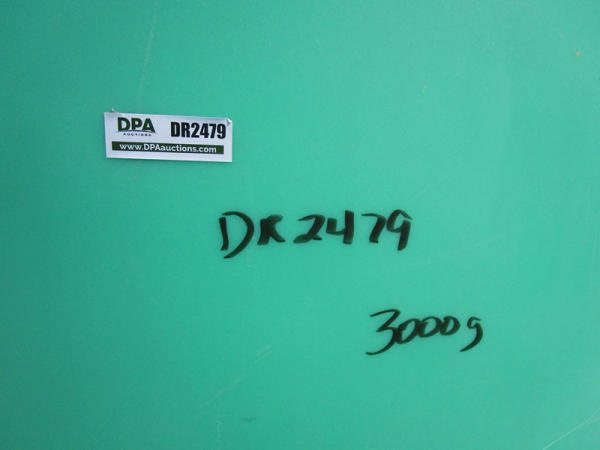 DPA
AUCTIONS
DR2479
www.DPAauctions.com
DR2479
3000g